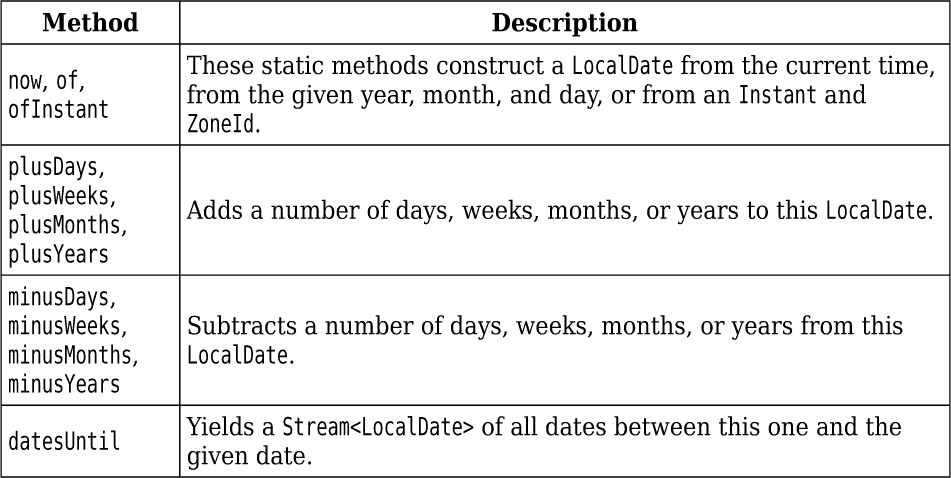 Method Description
now, of,
ofInstant
These static methods construct a LocalDate from the current time,
from the given year, month, and day, or from an Instant and
ZoneId.
plusDays,
plusWeeks,
plusMonths,
plusYears
Adds a number of days, weeks, months, or years to this LocalDate.
minusDays,
minusWeeks,
minusMonths,
minusYears
Subtracts a number of days, weeks, months, or years from this
LocalDate.
datesUntil
Yields a Stream<LocalDate> of all dates between this one and the
given date.